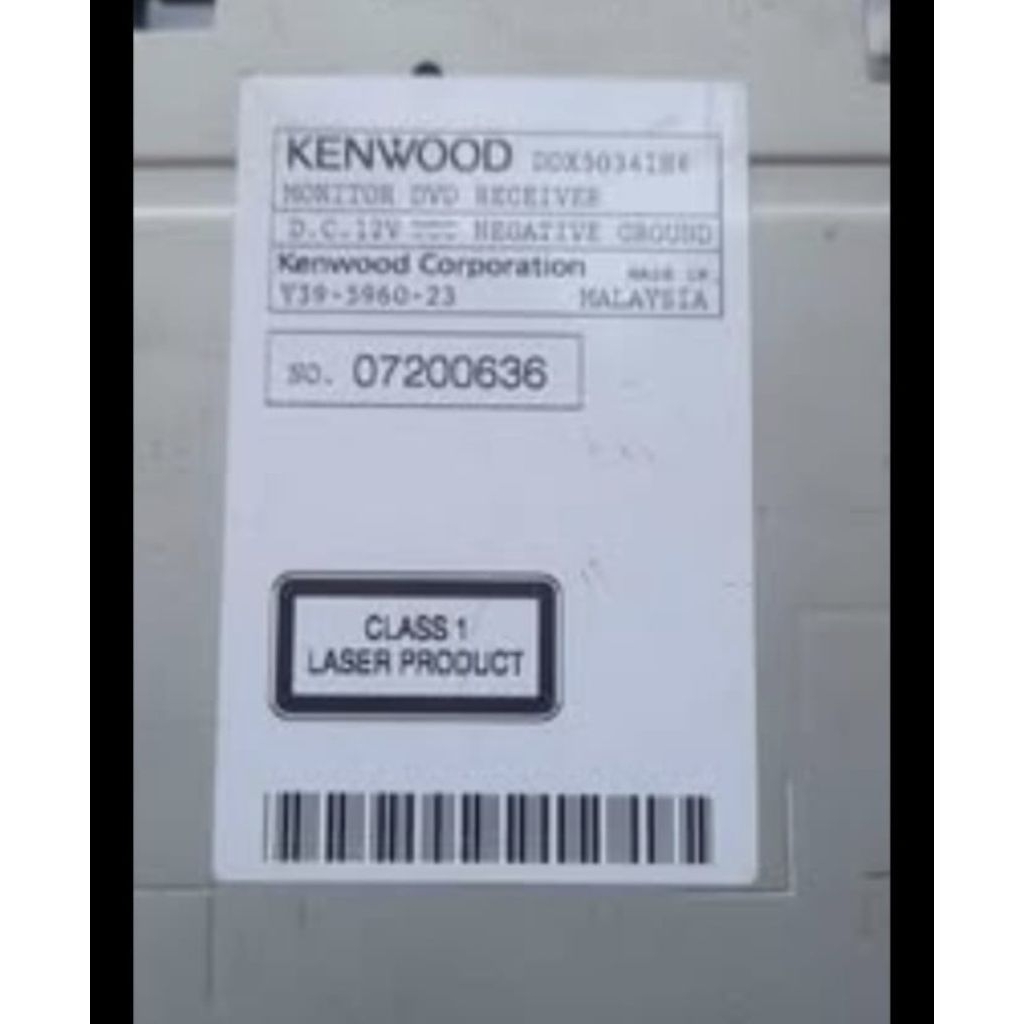 KENWOOD
MONITOR DVD RECEIVER
D.C.12V NEGATIVE GROUND
Kenwood Corporation MADE IN
Y39-5960-23 MALAYSIA
NO. 07200636
CLASS 1
LASER PRODUCT